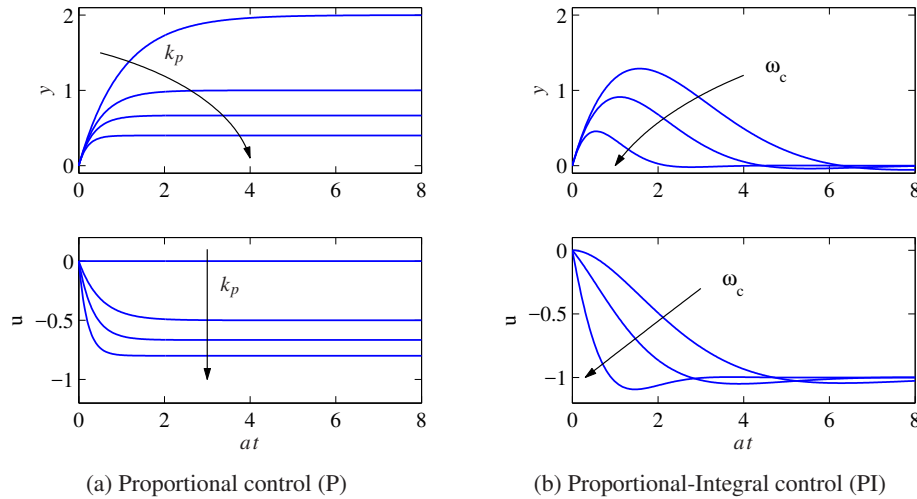 2
1
0
y
k_p
0 2 4 6 8
2
1
0
y
ω_c
0 2 4 6 8
0
−0.5
−1
u
k_p
0 2 4 6 8
at
0
−0.5
−1
u
ω_c
0 2 4 6 8
at
(a) Proportional control (P)
(b) Proportional-Integral control (PI)